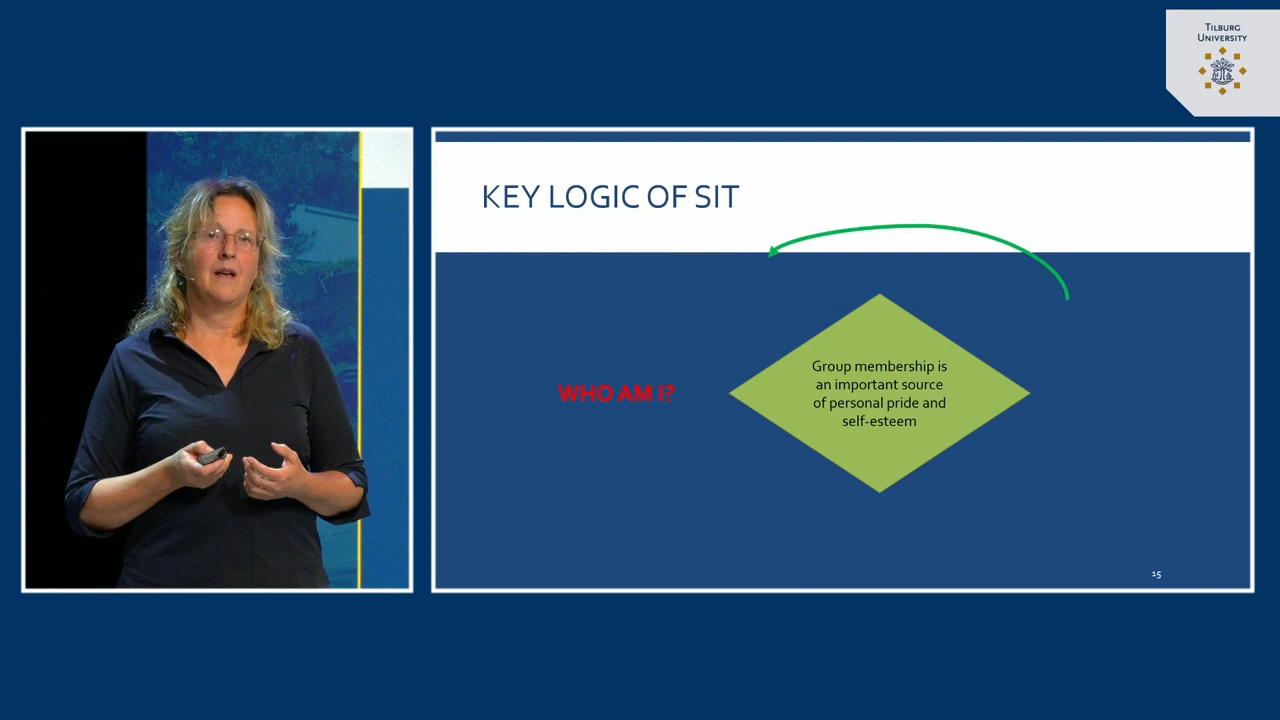 TILBURG
UNIVERSITY
KEY LOGIC OF SIT
WHO AM I?
Group membership is
an important source
of personal pride and
self-esteem
15